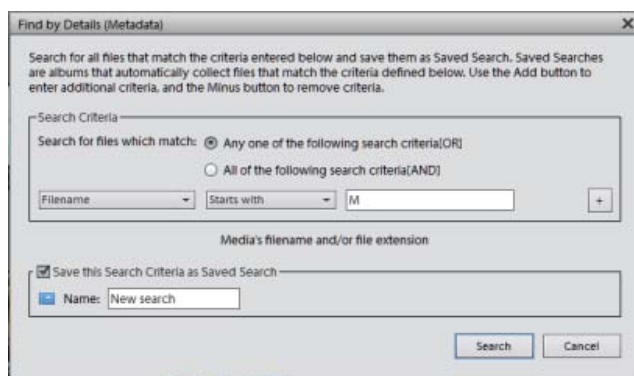 Find by Details (Metadata)
Search for all files that match the criteria entered below and save them as Saved Search. Saved Searches
are albums that automatically collect files that match the criteria defined below. Use the Add button to
enter additional criteria, and the Minus button to remove criteria.
Search Criteria
Search for files which match: Any one of the following search criteria[OR]
All of the following search criteria[AND]
Filename Starts with M +
Media's filename and/or file extension
Save this Search Criteria as Saved Search
Name: New search
Search Cancel